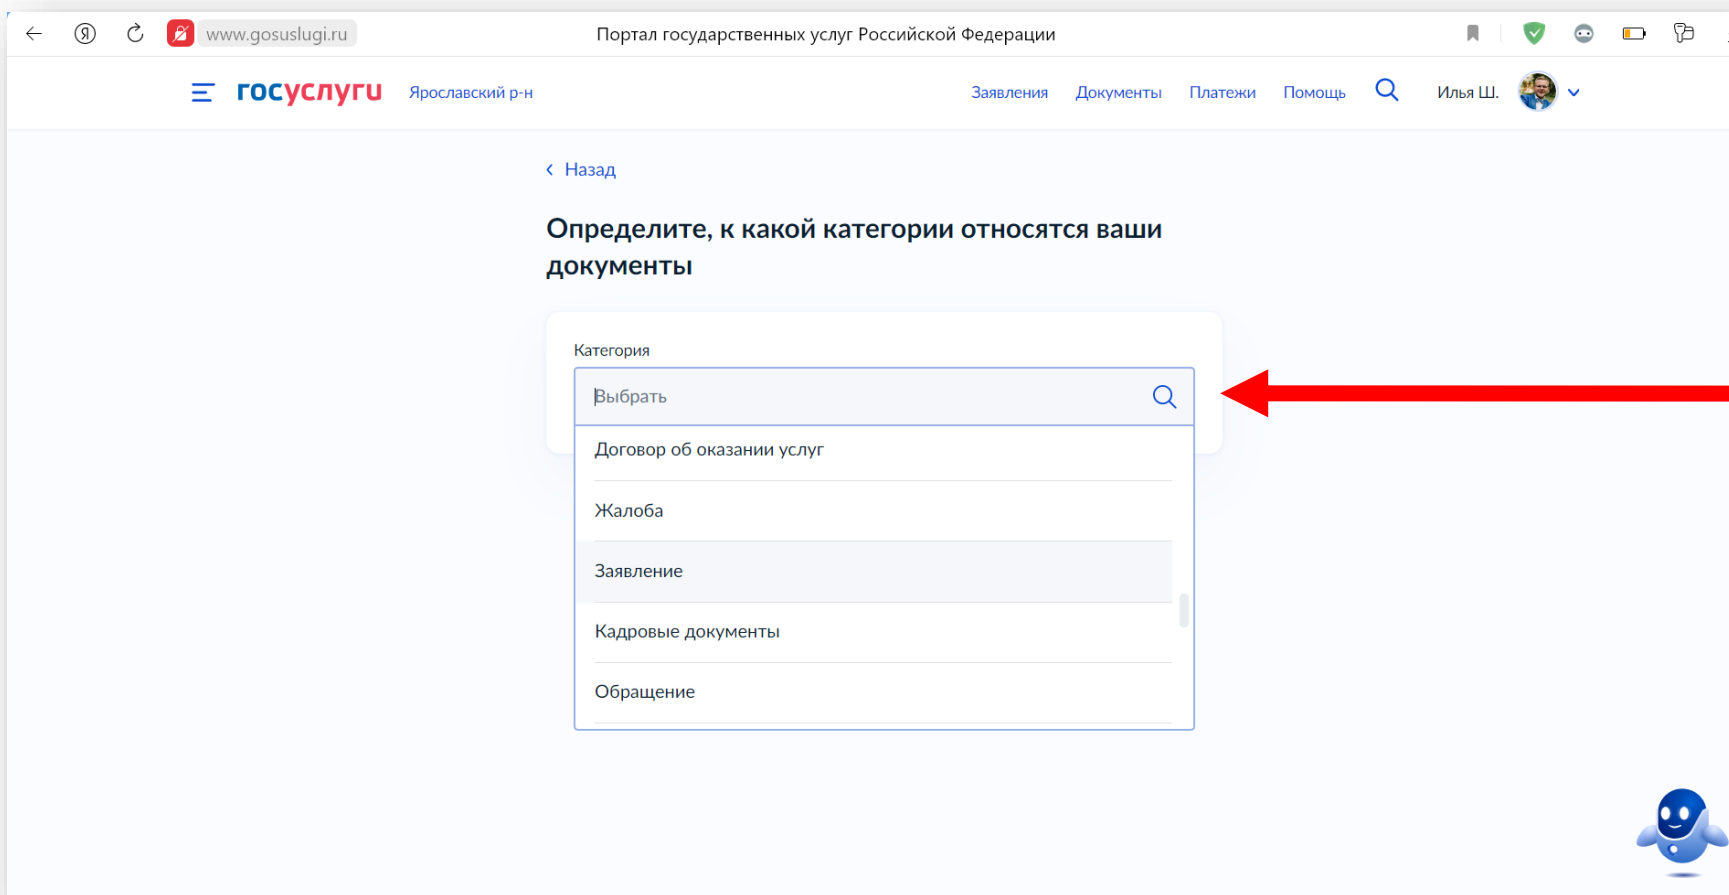 Я
www.gosuslugi.ru
Портал государственных услуг Российской Федерации
госуслуги
Ярославский р-н
Заявления
Документы
Платежи
Помощь
Илья Ш.
Назад
Определите, к какой категории относятся ваши
документы
Категория
Выбрать
Договор об оказании услуг
Жалоба
Заявление
Кадровые документы
Обращение